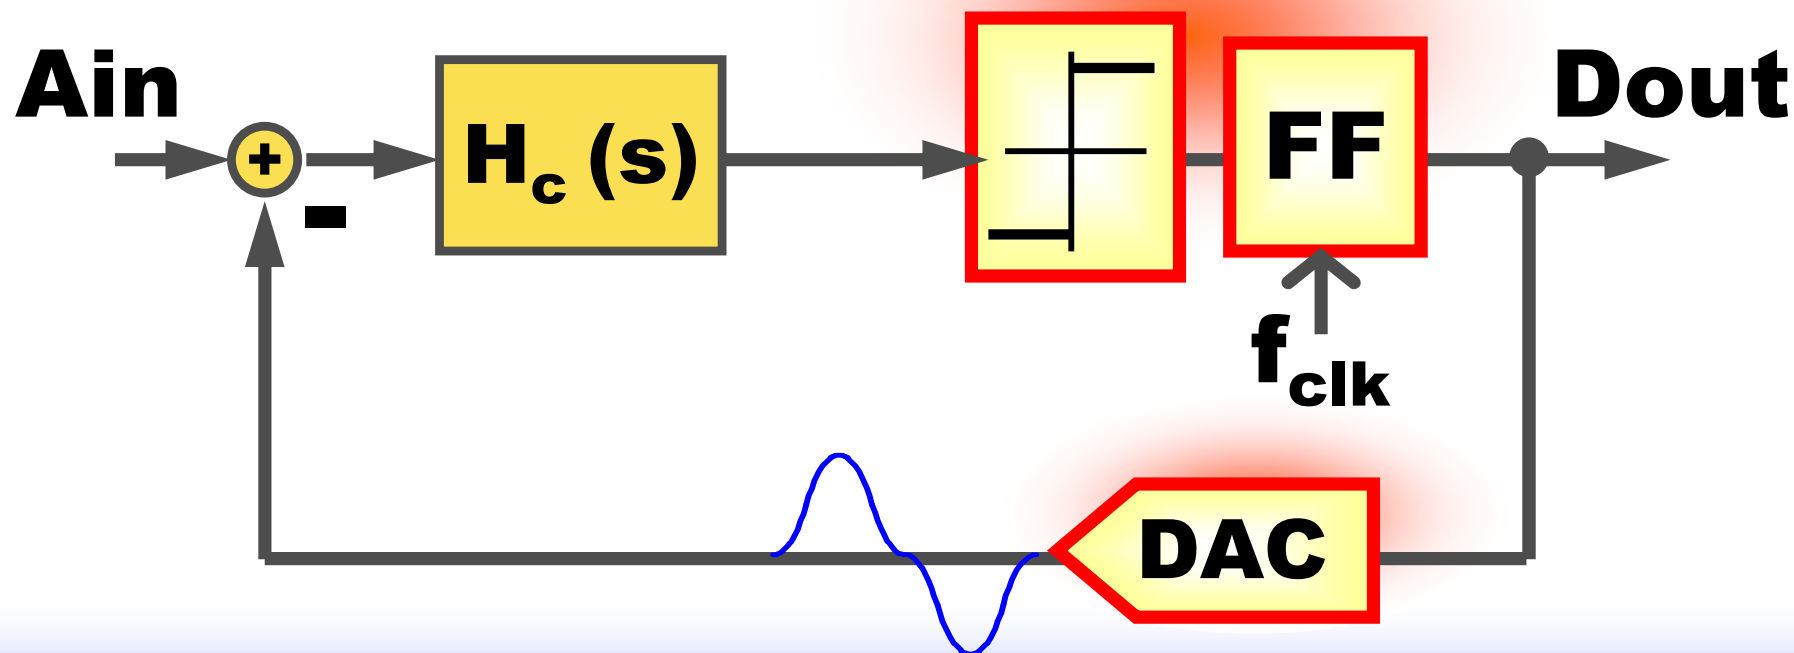 Ain
+
-
Hc (s)
FF
Dout
fclk
DAC